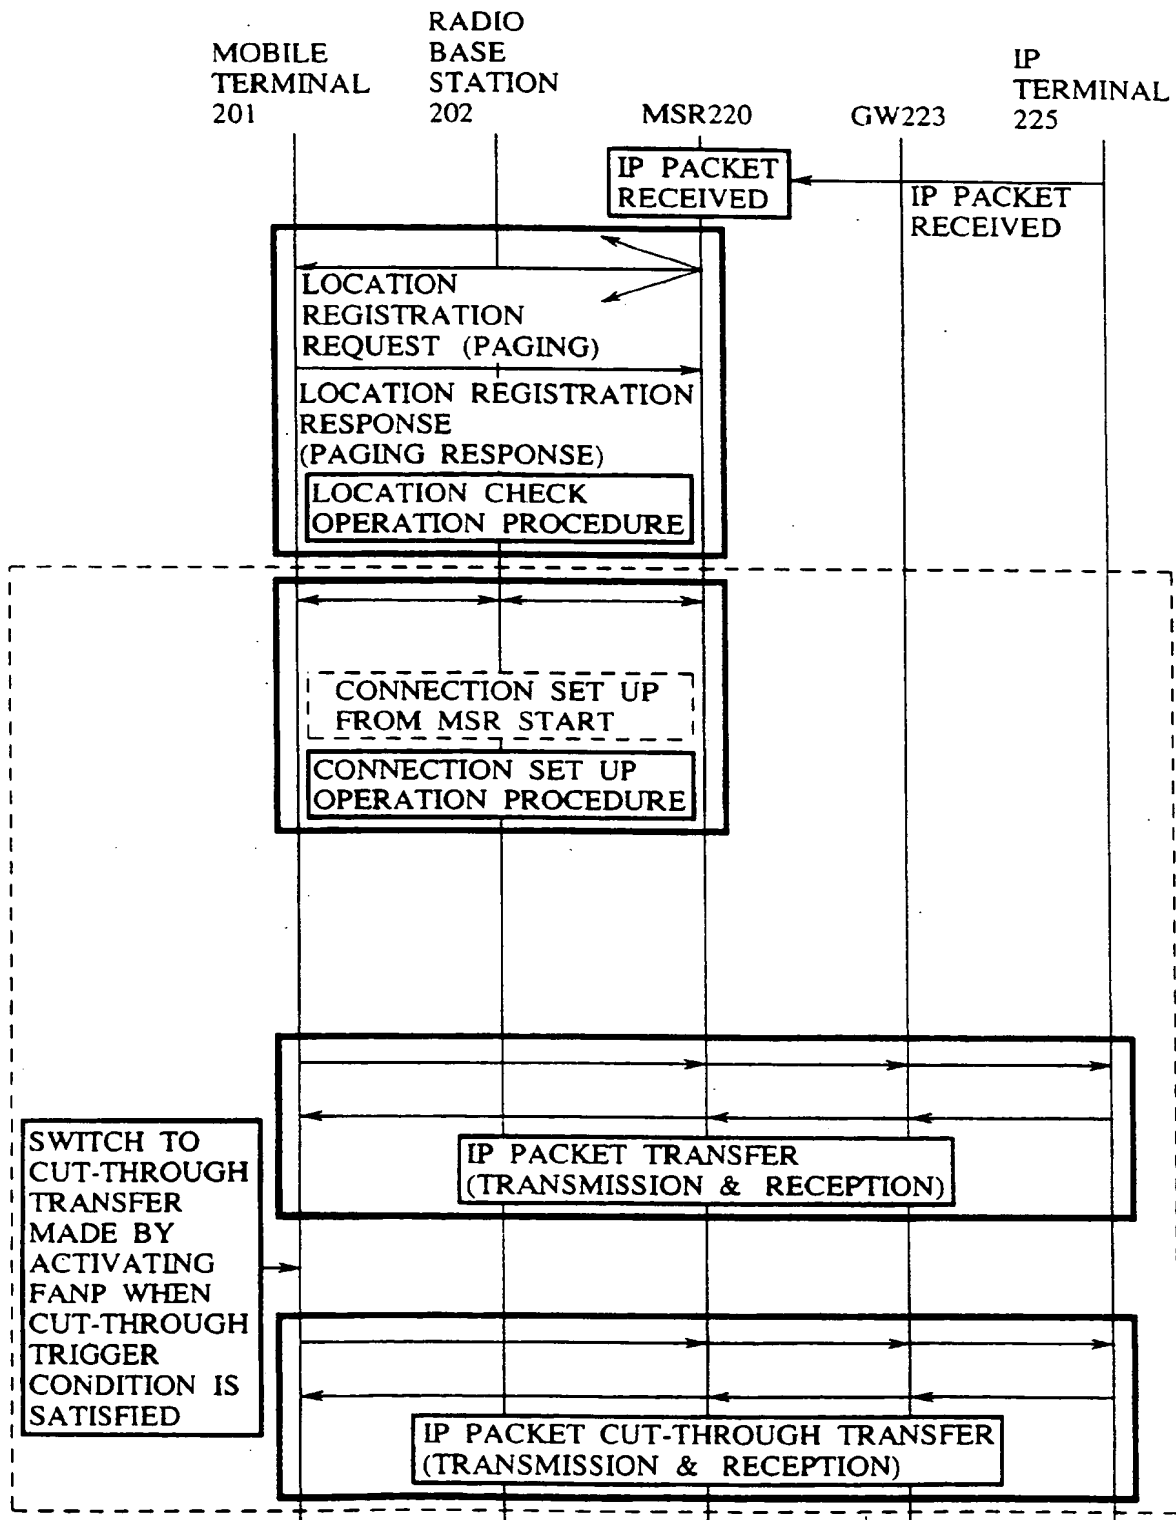 MOBILE
TERMINAL
201
RADIO
BASE
STATION
202
MSR220
GW223
IP
TERMINAL
225
IP PACKET
RECEIVED
IP PACKET
RECEIVED
LOCATION
REGISTRATION
REQUEST (PAGING)
LOCATION REGISTRATION
RESPONSE
(PAGING RESPONSE)
LOCATION CHECK
OPERATION PROCEDURE
CONNECTION SET UP
FROM MSR START
CONNECTION SET UP
OPERATION PROCEDURE
IP PACKET TRANSFER
(TRANSMISSION & RECEPTION)
SWITCH TO
CUT-THROUGH
TRANSFER
MADE BY
ACTIVATING
FANP WHEN
CUT-THROUGH
TRIGGER
CONDITION IS
SATISFIED
IP PACKET CUT-THROUGH TRANSFER
(TRANSMISSION & RECEPTION)